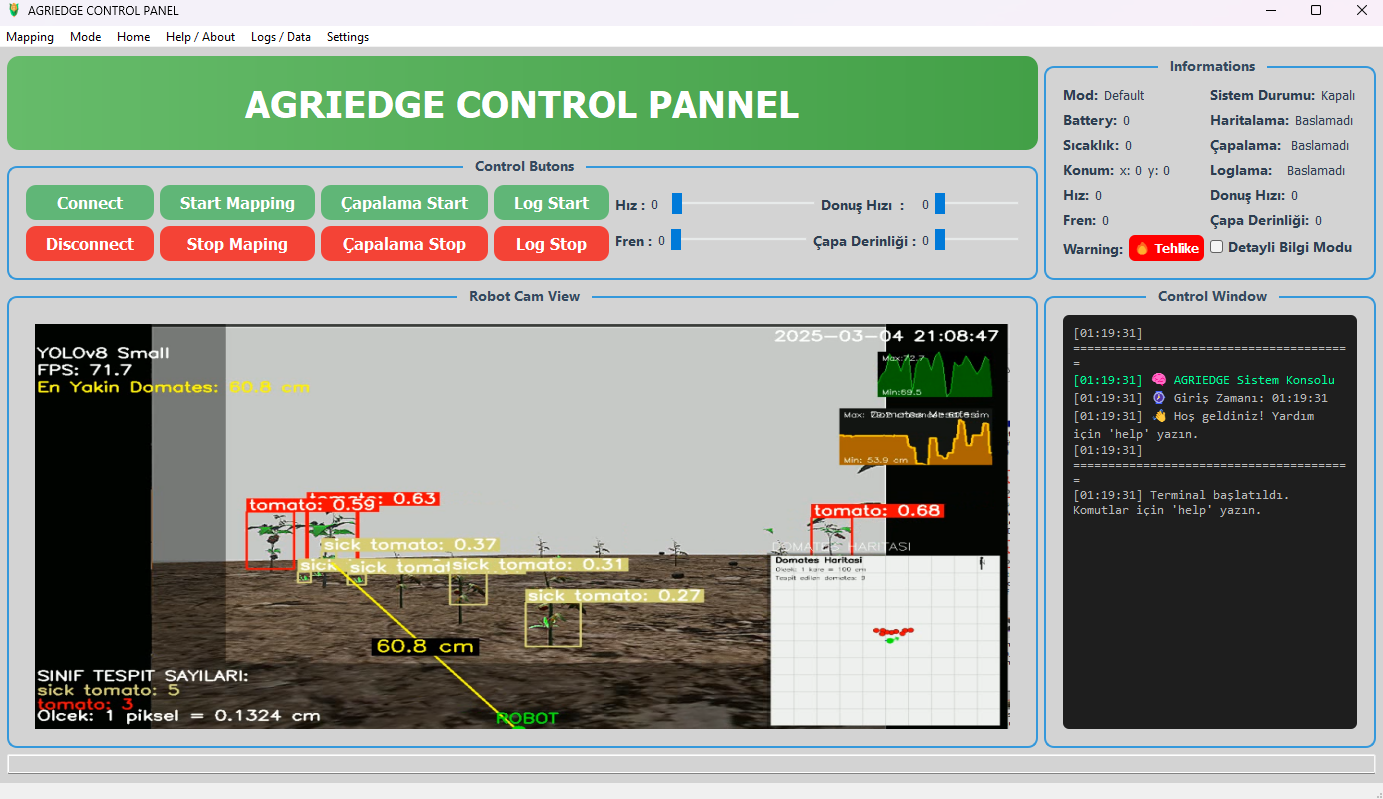 AGRIEDGE CONTROL PANEL
Mapping Mode Home Help / About Logs / Data Settings
AGRIEDGE CONTROL PANNEL
Control Butons
Connect Start Mapping Çapalama Start Log Start
Disconnect Stop Maping Çapalama Stop Log Stop
Hız : 0
Donuş Hızı : 0
Fren : 0
Çapa Derinliği : 0
Informations
Mod: Default
Sistem Durumu: Kapalı
Battery: 0
Haritalama: Baslamadı
Sıcaklık: 0
Çapalama: Baslamadı
Konum: x: 0 y: 0
Loglama: Baslamadı
Hız: 0
Donuş Hızı: 0
Fren: 0
Çapa Derinliği: 0
Warning: Tehlike
Detayli Bilgi Modu
Robot Cam View
2025-03-04 21:08:47
YOLOv8 Small
FPS: 71.7
En Yakin Domates: 60.8 cm
Max:72.7
Min:69.5
Max:
Min: 53.9 cm
tomato: 0.63
tomato: 0.59
tomato: 0.68
sick tomato: 0.37
sick
sick tomat
sick tomato: 0.31
sick tomato: 0.27
60.8 cm
DOMATES HARITASI
Domates Haritasi
Olcek: 1 kare = 100 cm
SINIF TESPIT SAYILARI:
sick tomato: 5
tomato: 3
Olcek: 1 piksel = 0.1324 cm
ROBOT
Control Window
[01:19:31]
=======================================
=
[01:19:31] 🧠 AGRIEDGE Sistem Konsolu
[01:19:31] 🕗 Giriş Zamanı: 01:19:31
[01:19:31] 👋 Hoş geldiniz! Yardım
için 'help' yazın.
[01:19:31]
=======================================
=
[01:19:31] Terminal başlatıldı.
Komutlar için 'help' yazın.